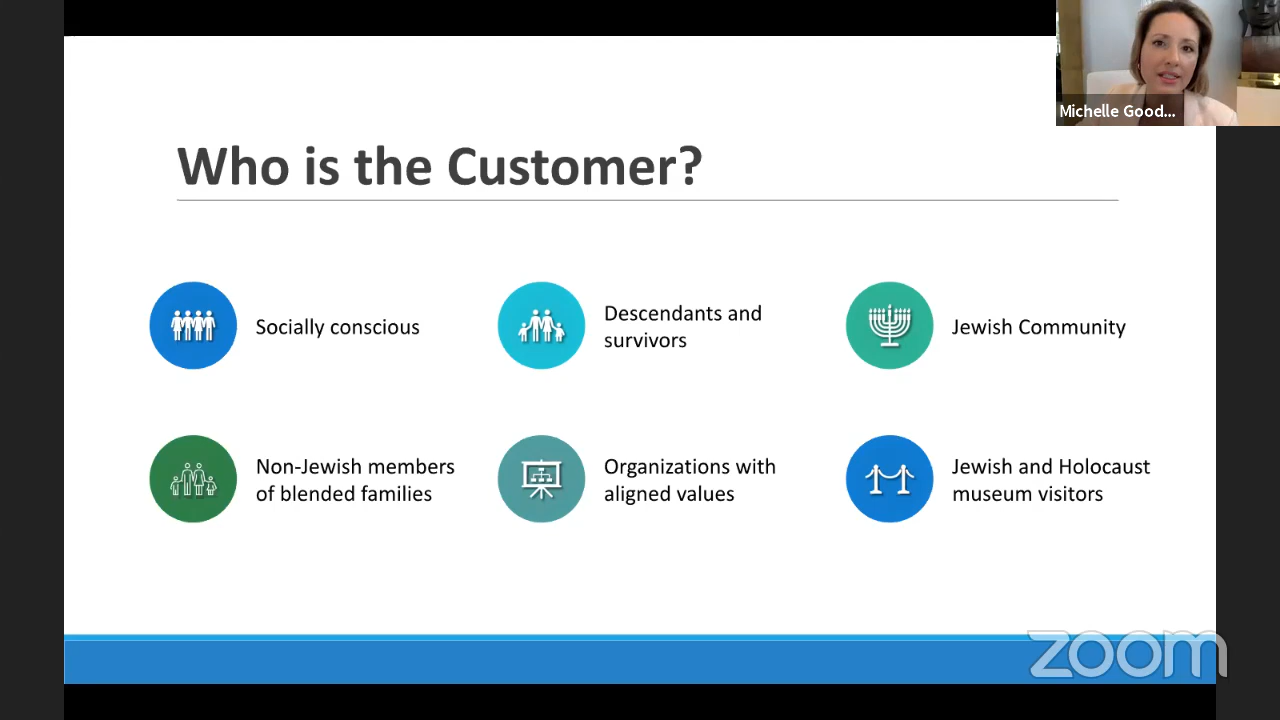 Michelle Good...
Who is the Customer?
Socially conscious
Descendants and
survivors
Jewish Community
Non-Jewish members
of blended families
Organizations with
aligned values
Jewish and Holocaust
museum visitors
zoom